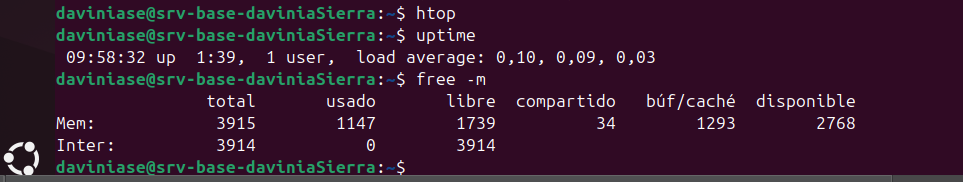 daviniase@srv-base-daviniaSierra:~$ htop
daviniase@srv-base-daviniaSierra:~$ uptime
 09:58:32 up  1:39,  1 user,  load average: 0,10, 0,09, 0,03
daviniase@srv-base-daviniaSierra:~$ free -m
               total       usado       libre  compartido   búf/caché  disponible
Mem:            3915        1147        1739          34        1293        2768
Inter:          3914           0        3914
daviniase@srv-base-daviniaSierra:~$